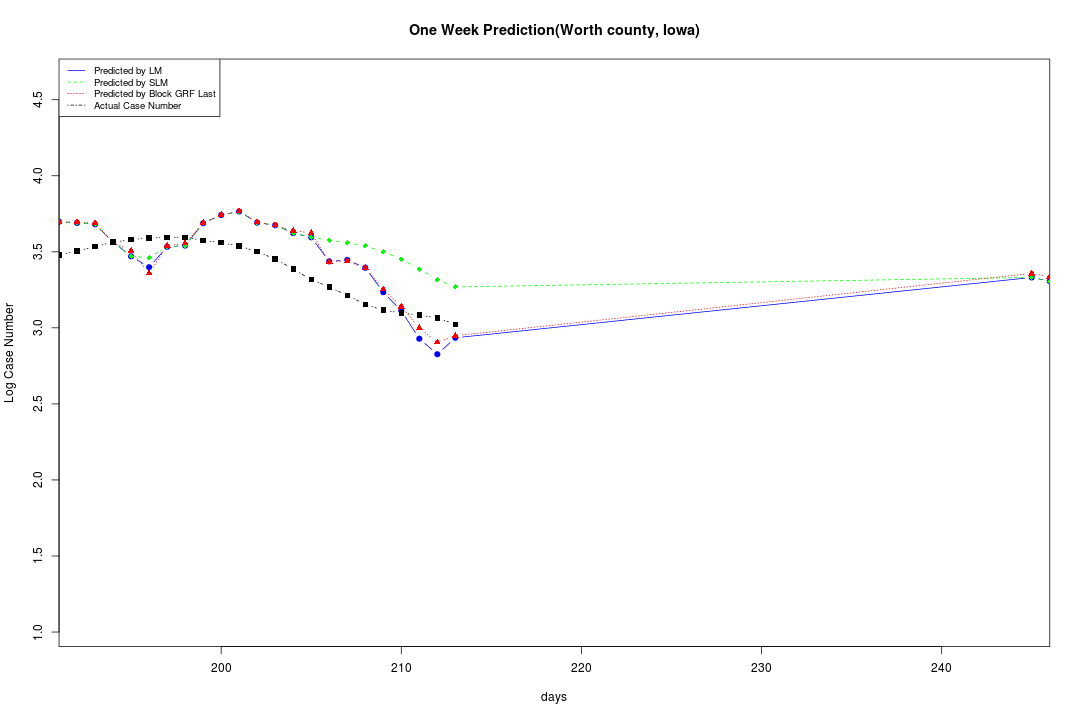 One Week Prediction(Worth county, Iowa)
Predicted by LM
Predicted by SLM
Predicted by Block GRF Last
Actual Case Number
Log Case Number
4.5
4.0
3.5
3.0
2.5
2.0
1.5
1.0
200 210 220 230 240
days